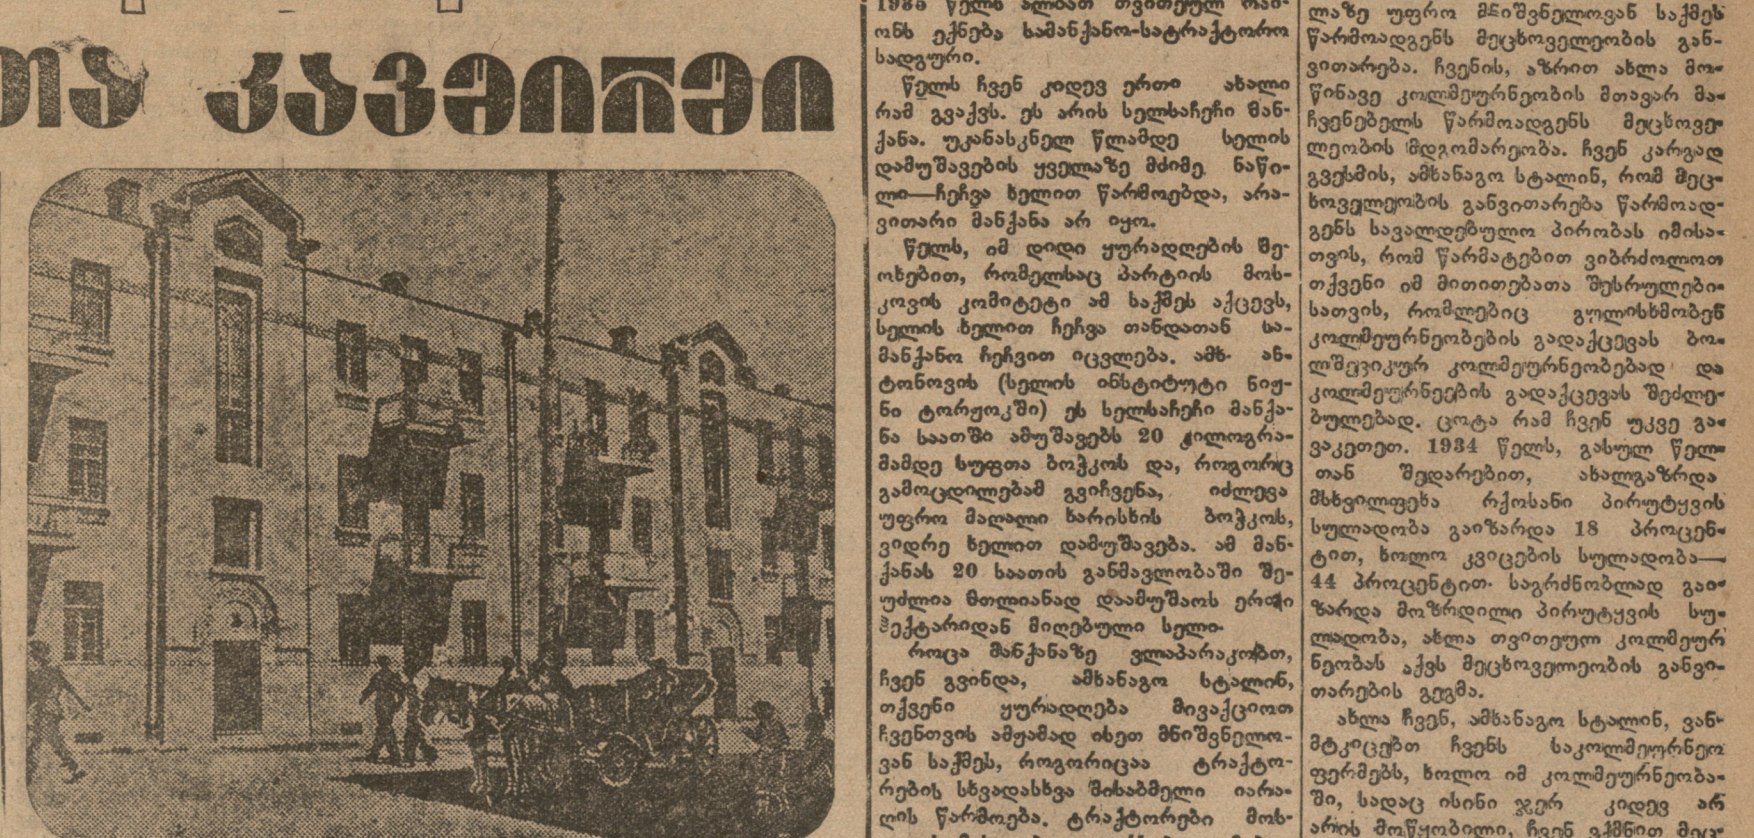 თა კავშირში
1935 წელს ალბათ თვითეულ რაი-
ონს ექნება სამანქანო-სატრაქტორო
სადგური.
წელს ჩვენ კიდევ ერთი ახალი
რამ გვაქვს. ეს არის სელსაჩეჩი მან-
ქანა. უკანასკნელ წლამდე სელის
დამუშავების ყველაზე მძიმე ნაწი-
ლი—ჩეჩვა ხელით წარმოებდა, არა-
ვითარი მანქანა არ იყო.
წელს, იმ დიდი ყურადღების მე-
ოხებით, რომელსაც პარტიის მოს-
კოვის კომიტეტი ამ საქმეს აქცევს,
სელის ხელით ჩეჩვა თანდათან სა-
მანქანო ჩეჩვით იცვლება. ამხ. ან-
ტონოვის (სელის ინსტიტუტი ნიჟ-
ნი ტორჟოკში) ეს სელსაჩეჩი მანქა-
ნა საათში ამუშავებს 20 კილოგრა-
მამდე სუფთა ბოჭკოს და, როგორც
გამოცდილებამ გვიჩვენა, იძლევა
უფრო მაღალი ხარისხის ბოჭკოს,
ვიდრე ხელით დამუშავება. ამ მან-
ქანას 20 საათის განმავლობაში შე-
უძლია მთლიანად დაამუშაოს ერთი
ჰექტარიდან მიღებული სელი.
როცა მანქანაზე ვლაპარაკობთ,
ჩვენ გვინდა, ამხანაგო სტალინ,
თქვენი ყურადღება მივაქციოთ
ჩვენთვის ამჟამად ისეთ მნიშვნელო-
ვან საქმეს, როგორიცაა ტრაქტო-
რების სხვადასხვა მისაბმელი იარა-
ღის წარმოება. ტრაქტორები მოს-
ლაზე უფრო მნიშვნელოვან საქმეს
წარმოადგენს მეცხოველეობის გან-
ვითარება. ჩვენის, აზრით ახლა მო-
წინავე კოლმეურნეობის მთავარ მა-
ჩვენებელს წარმოადგენს მეცხოვე-
ლეობის მდგომარეობა. ჩვენ კარგად
გვესმის, ამხანაგო სტალინ, რომ მეც-
ხოველეობის განვითარება წარმოად-
გენს სავალდებულო პირობას იმისა-
თვის, რომ წარმატებით ვიბრძოლოთ
თქვენი იმ მითითებათა შესრულები-
სათვის, რომლებიც გულისხმობენ
კოლმეურნეობების გადაქცევას ბო-
ლშევიკურ კოლმეურნეობებად და
კოლმეურნეების გადაქცევას შეძლე-
ბულებად. ცოტა რამ ჩვენ უკვე გა-
ვაკეთეთ. 1934 წელს, გასულ წელ-
თან შედარებით, ახალგაზრდა
მსხვილფეხა რქოსანი პირუტყვის
სულადობა გაიზარდა 18 პროცენ-
ტით, ხოლო კვიცების სულადობა—
44 პროცენტით. საგრძნობლად გაი-
ზარდა მოზრდილი პირუტყვის სუ-
ლადობა, ახლა თვითეულ კოლმეურ
ნეობას აქვს მეცხოველეობის განვი-
თარების გეგმა.
ახლა ჩვენ, ამხანაგო სტალინ, ვან-
მტკიცებთ ჩვენს საკოლმეურნეო
ფერმებს, ხოლო იმ კოლმეურნეობა-
ში, სადაც ისინი ჯერ კიდევ არ
არის მოწყობილი, ჩვენ ვქმნით მეც-